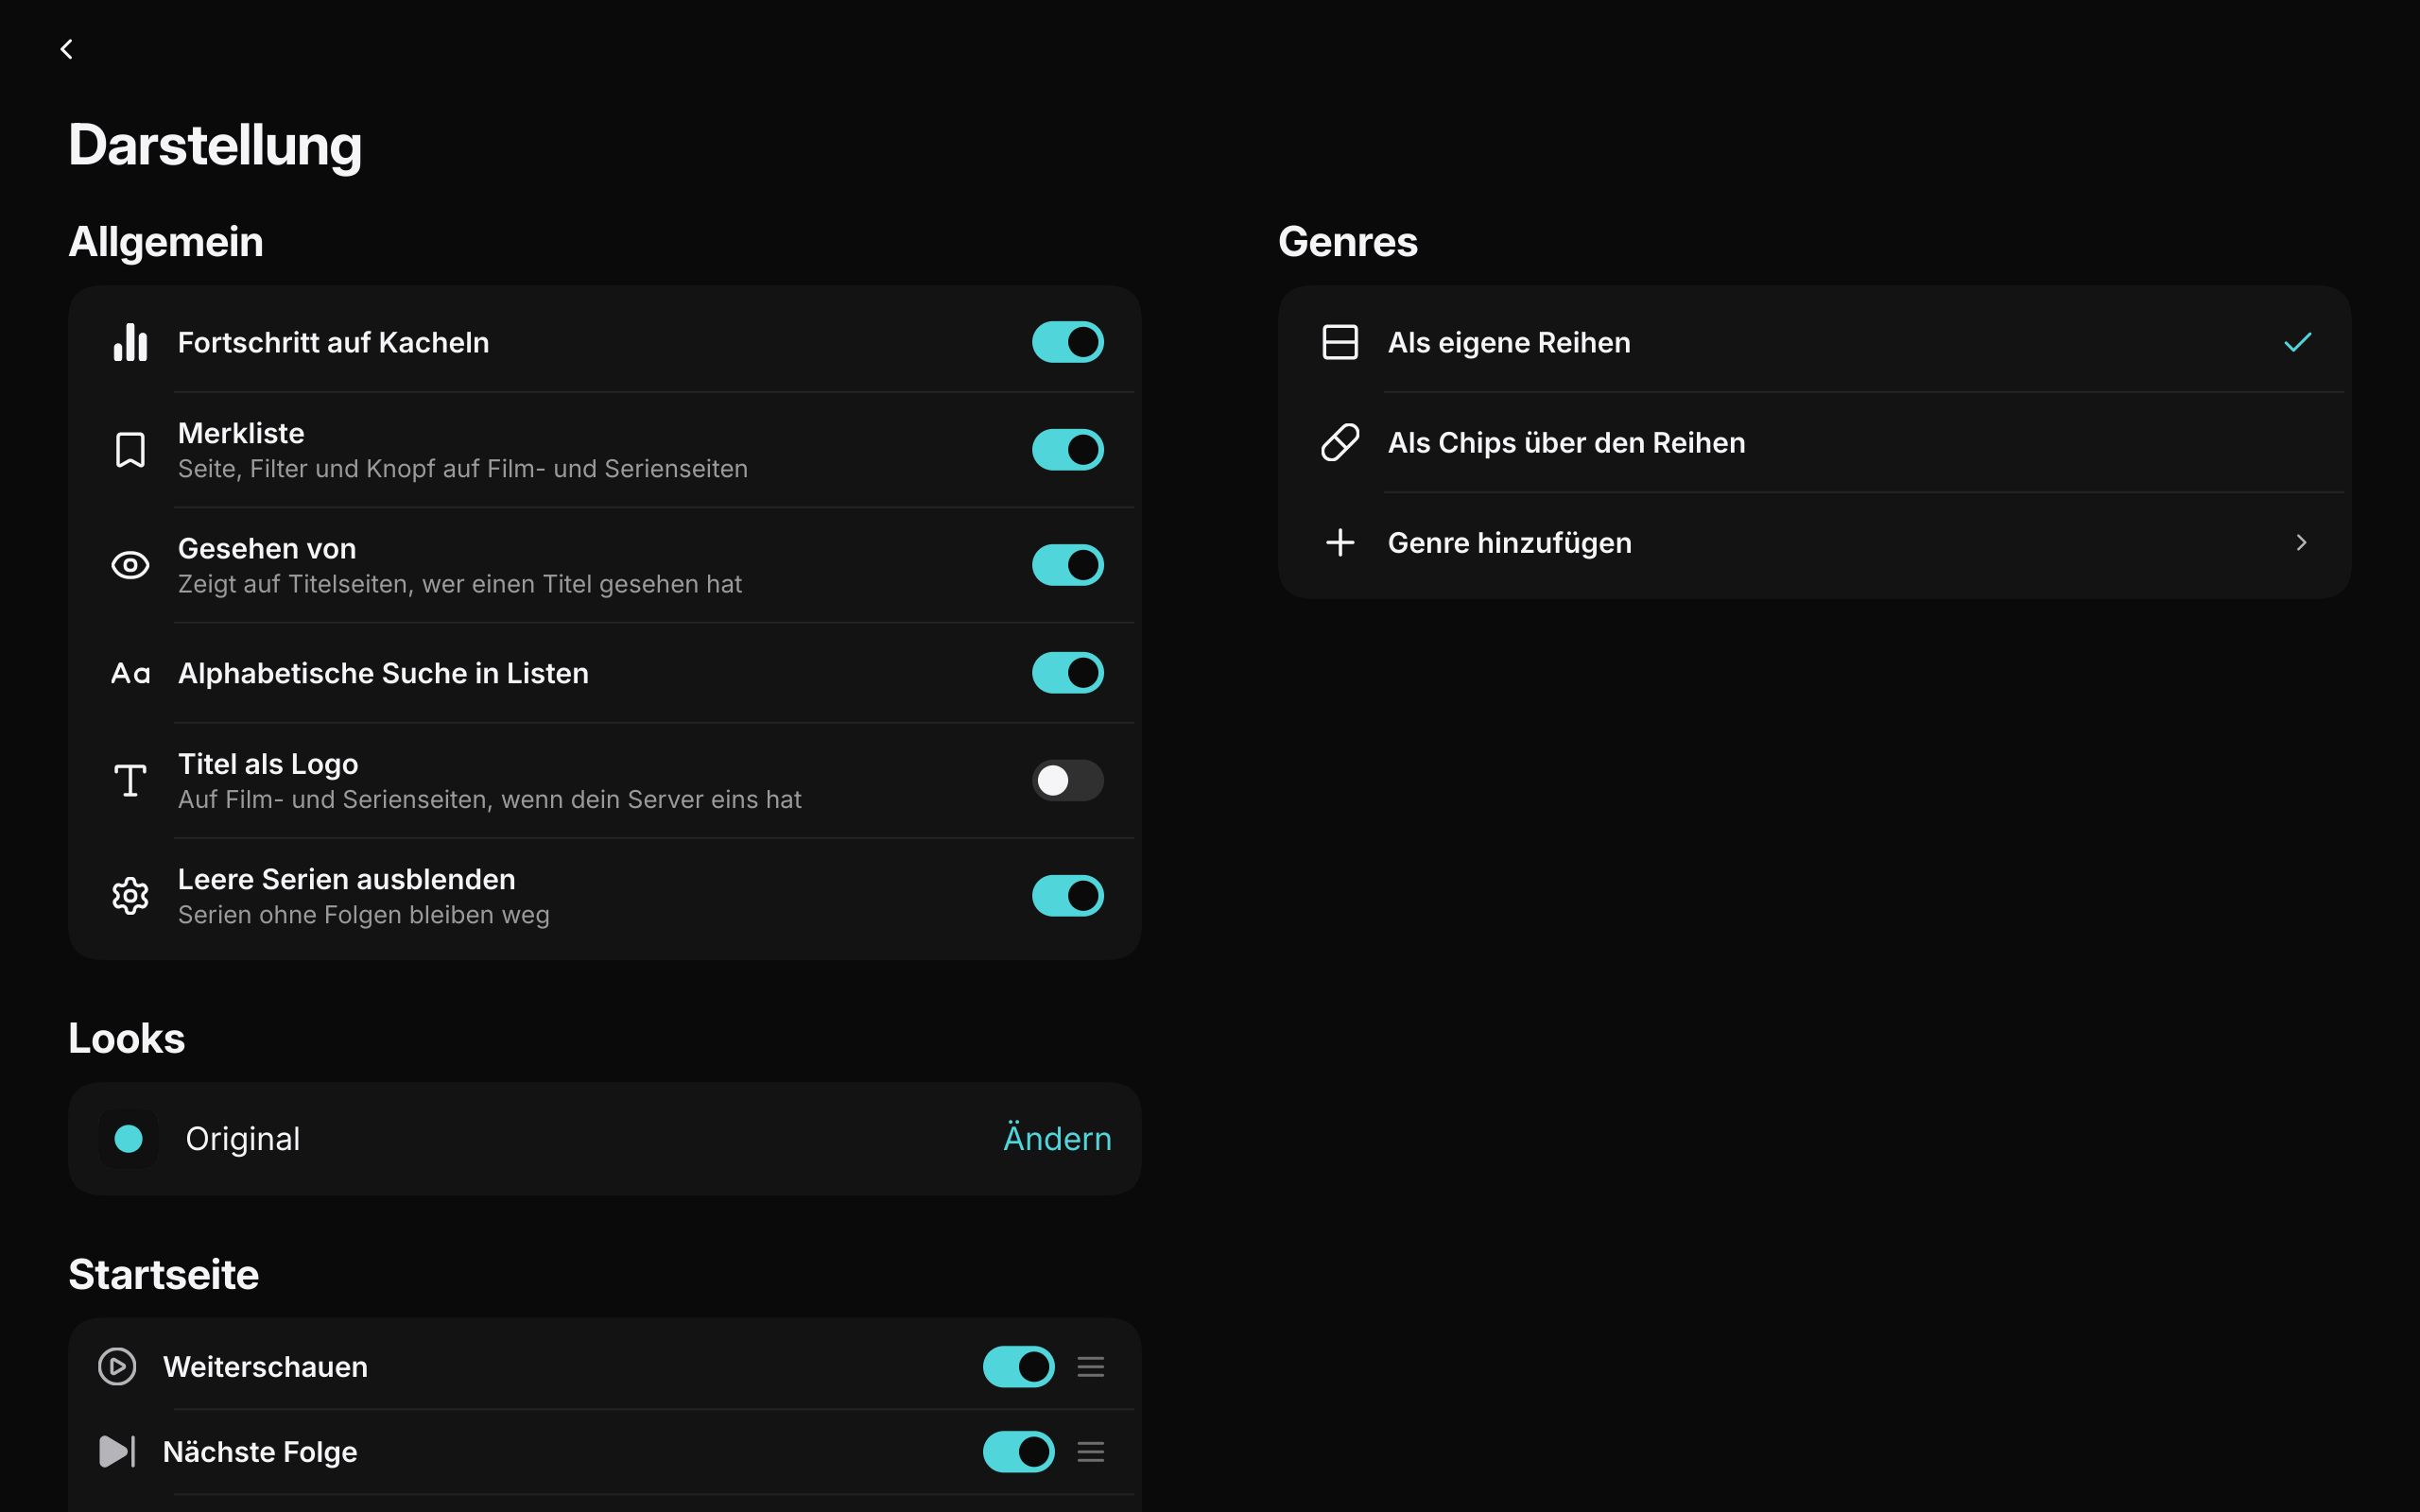 Darstellung
Allgemein
Fortschritt auf Kacheln
Merkliste
Seite, Filter und Knopf auf Film- und Serienseiten
Gesehen von
Zeigt auf Titelseiten, wer einen Titel gesehen hat
Aa
Alphabetische Suche in Listen
Titel als Logo
Auf Film- und Serienseiten, wenn dein Server eins hat
Leere Serien ausblenden
Serien ohne Folgen bleiben weg
Looks
Original
Ändern
Startseite
Weiterschauen
Nächste Folge
Genres
Als eigene Reihen
Als Chips über den Reihen
Genre hinzufügen